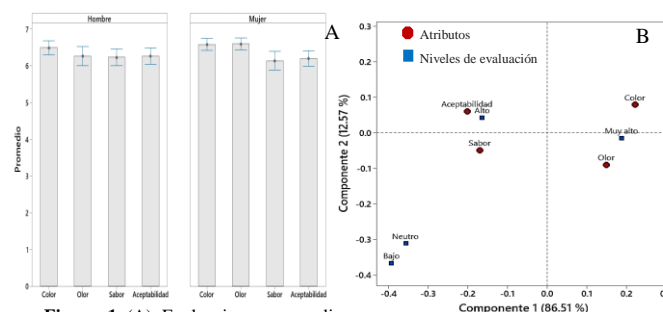 Hombre
Mujer
A
Promedio
7
6
5
4
3
2
1
0
Color Olor Sabor Aceptabilidad
Color Olor Sabor Aceptabilidad
B
Atributos
Niveles de evaluación
Componente 2 (12.57 %)
0.3
0.2
0.1
0.0
-0.1
-0.2
-0.3
-0.4
Aceptabilidad
Alto
Color
Muy alto
Sabor
Olor
Neutro
Bajo
-0.4 -0.3 -0.2 -0.1 0.0 0.1 0.2 0.3
Componente 1 (86.51 %)